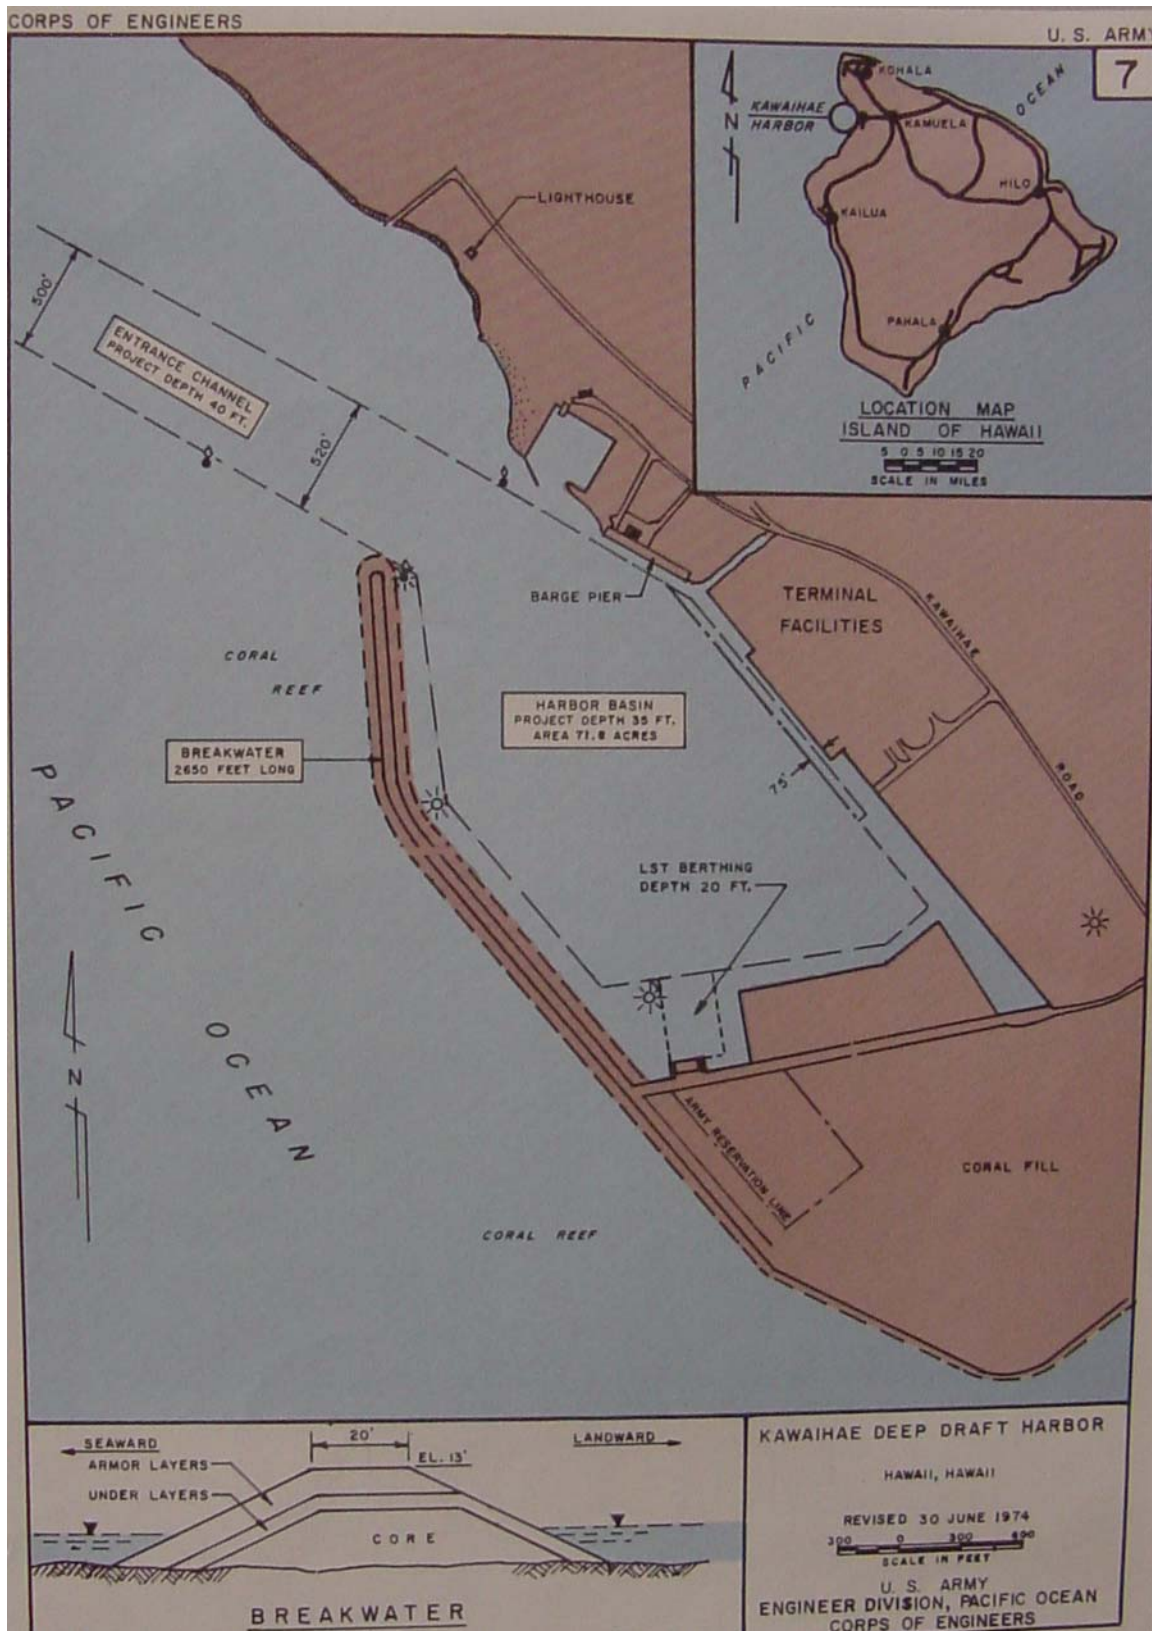 CORPS OF ENGINEERS
U. S. ARMY
7
KOHALA
OCEAN
KAWAIHAE
HARBOR
N
KAMUELA
HILO
KAILUA
PAHALA
PACIFIC
LOCATION MAP
ISLAND OF HAWAII
5 0 5 10 15 20
SCALE IN MILES
LIGHTHOUSE
500'
ENTRANCE CHANNEL
PROJECT DEPTH 40 FT.
520'
BARGE PIER
TERMINAL
FACILITIES
KAWAIHAE
ROAD
CORAL
REEF
HARBOR BASIN
PROJECT DEPTH 35 FT.
AREA 71.8 ACRES
BREAKWATER
2650 FEET LONG
75'
LST BERTHING
DEPTH 20 FT.
PACIFIC
OCEAN
N
ARMY RESERVATION LINE
CORAL FILL
CORAL REEF
SEAWARD
20'
LANDWARD
EL. 13'
ARMOR LAYERS
UNDER LAYERS
CORE
BREAKWATER
KAWAIHAE DEEP DRAFT HARBOR
HAWAII, HAWAII
REVISED 30 JUNE 1974
300 0 300 600
SCALE IN FEET
U. S. ARMY
ENGINEER DIVISION, PACIFIC OCEAN
CORPS OF ENGINEERS